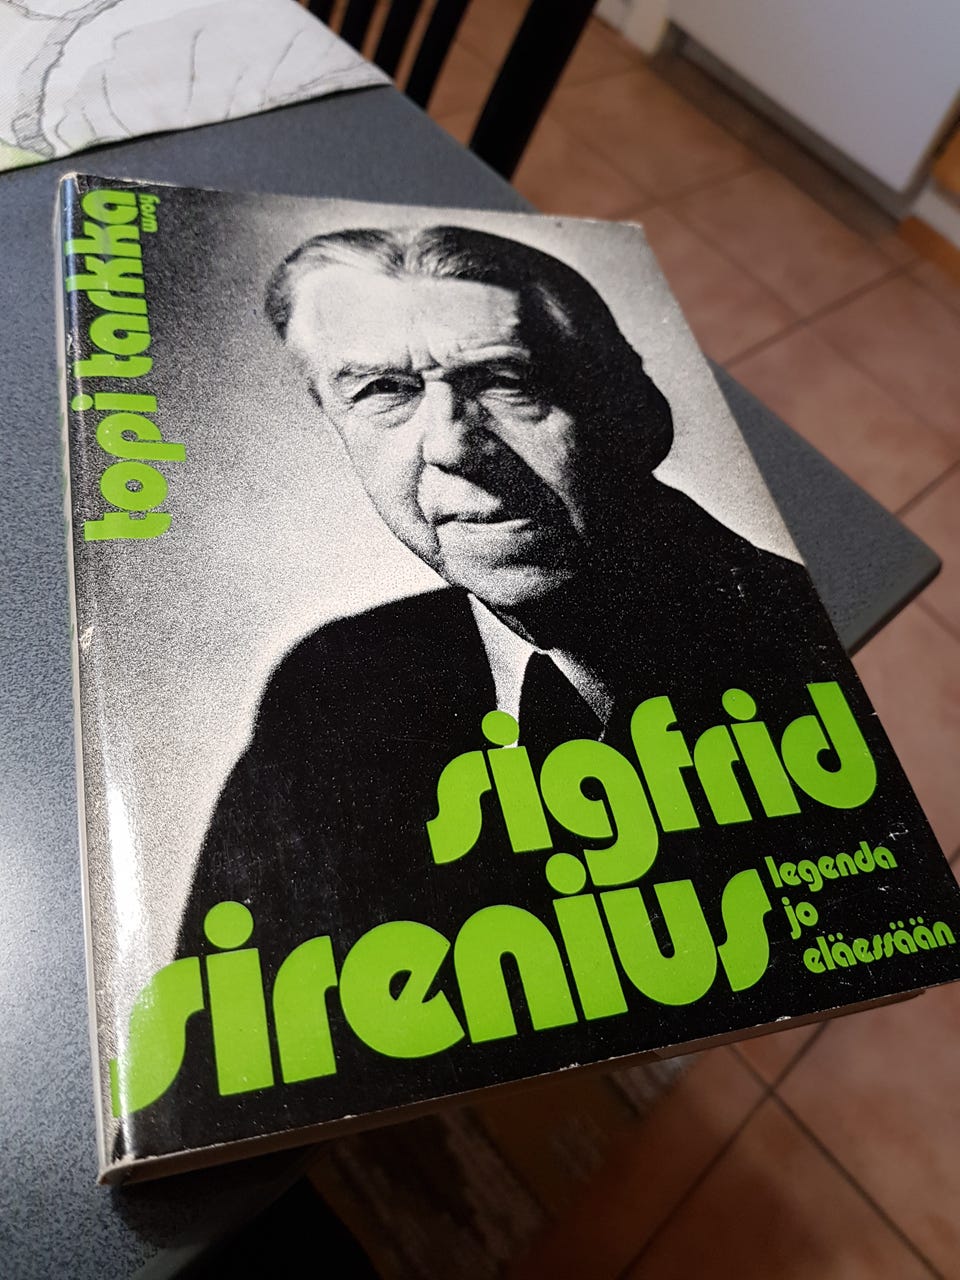 topi tarkka
wsoy
sigfrid
sirenius
legenda
jo
eläessään